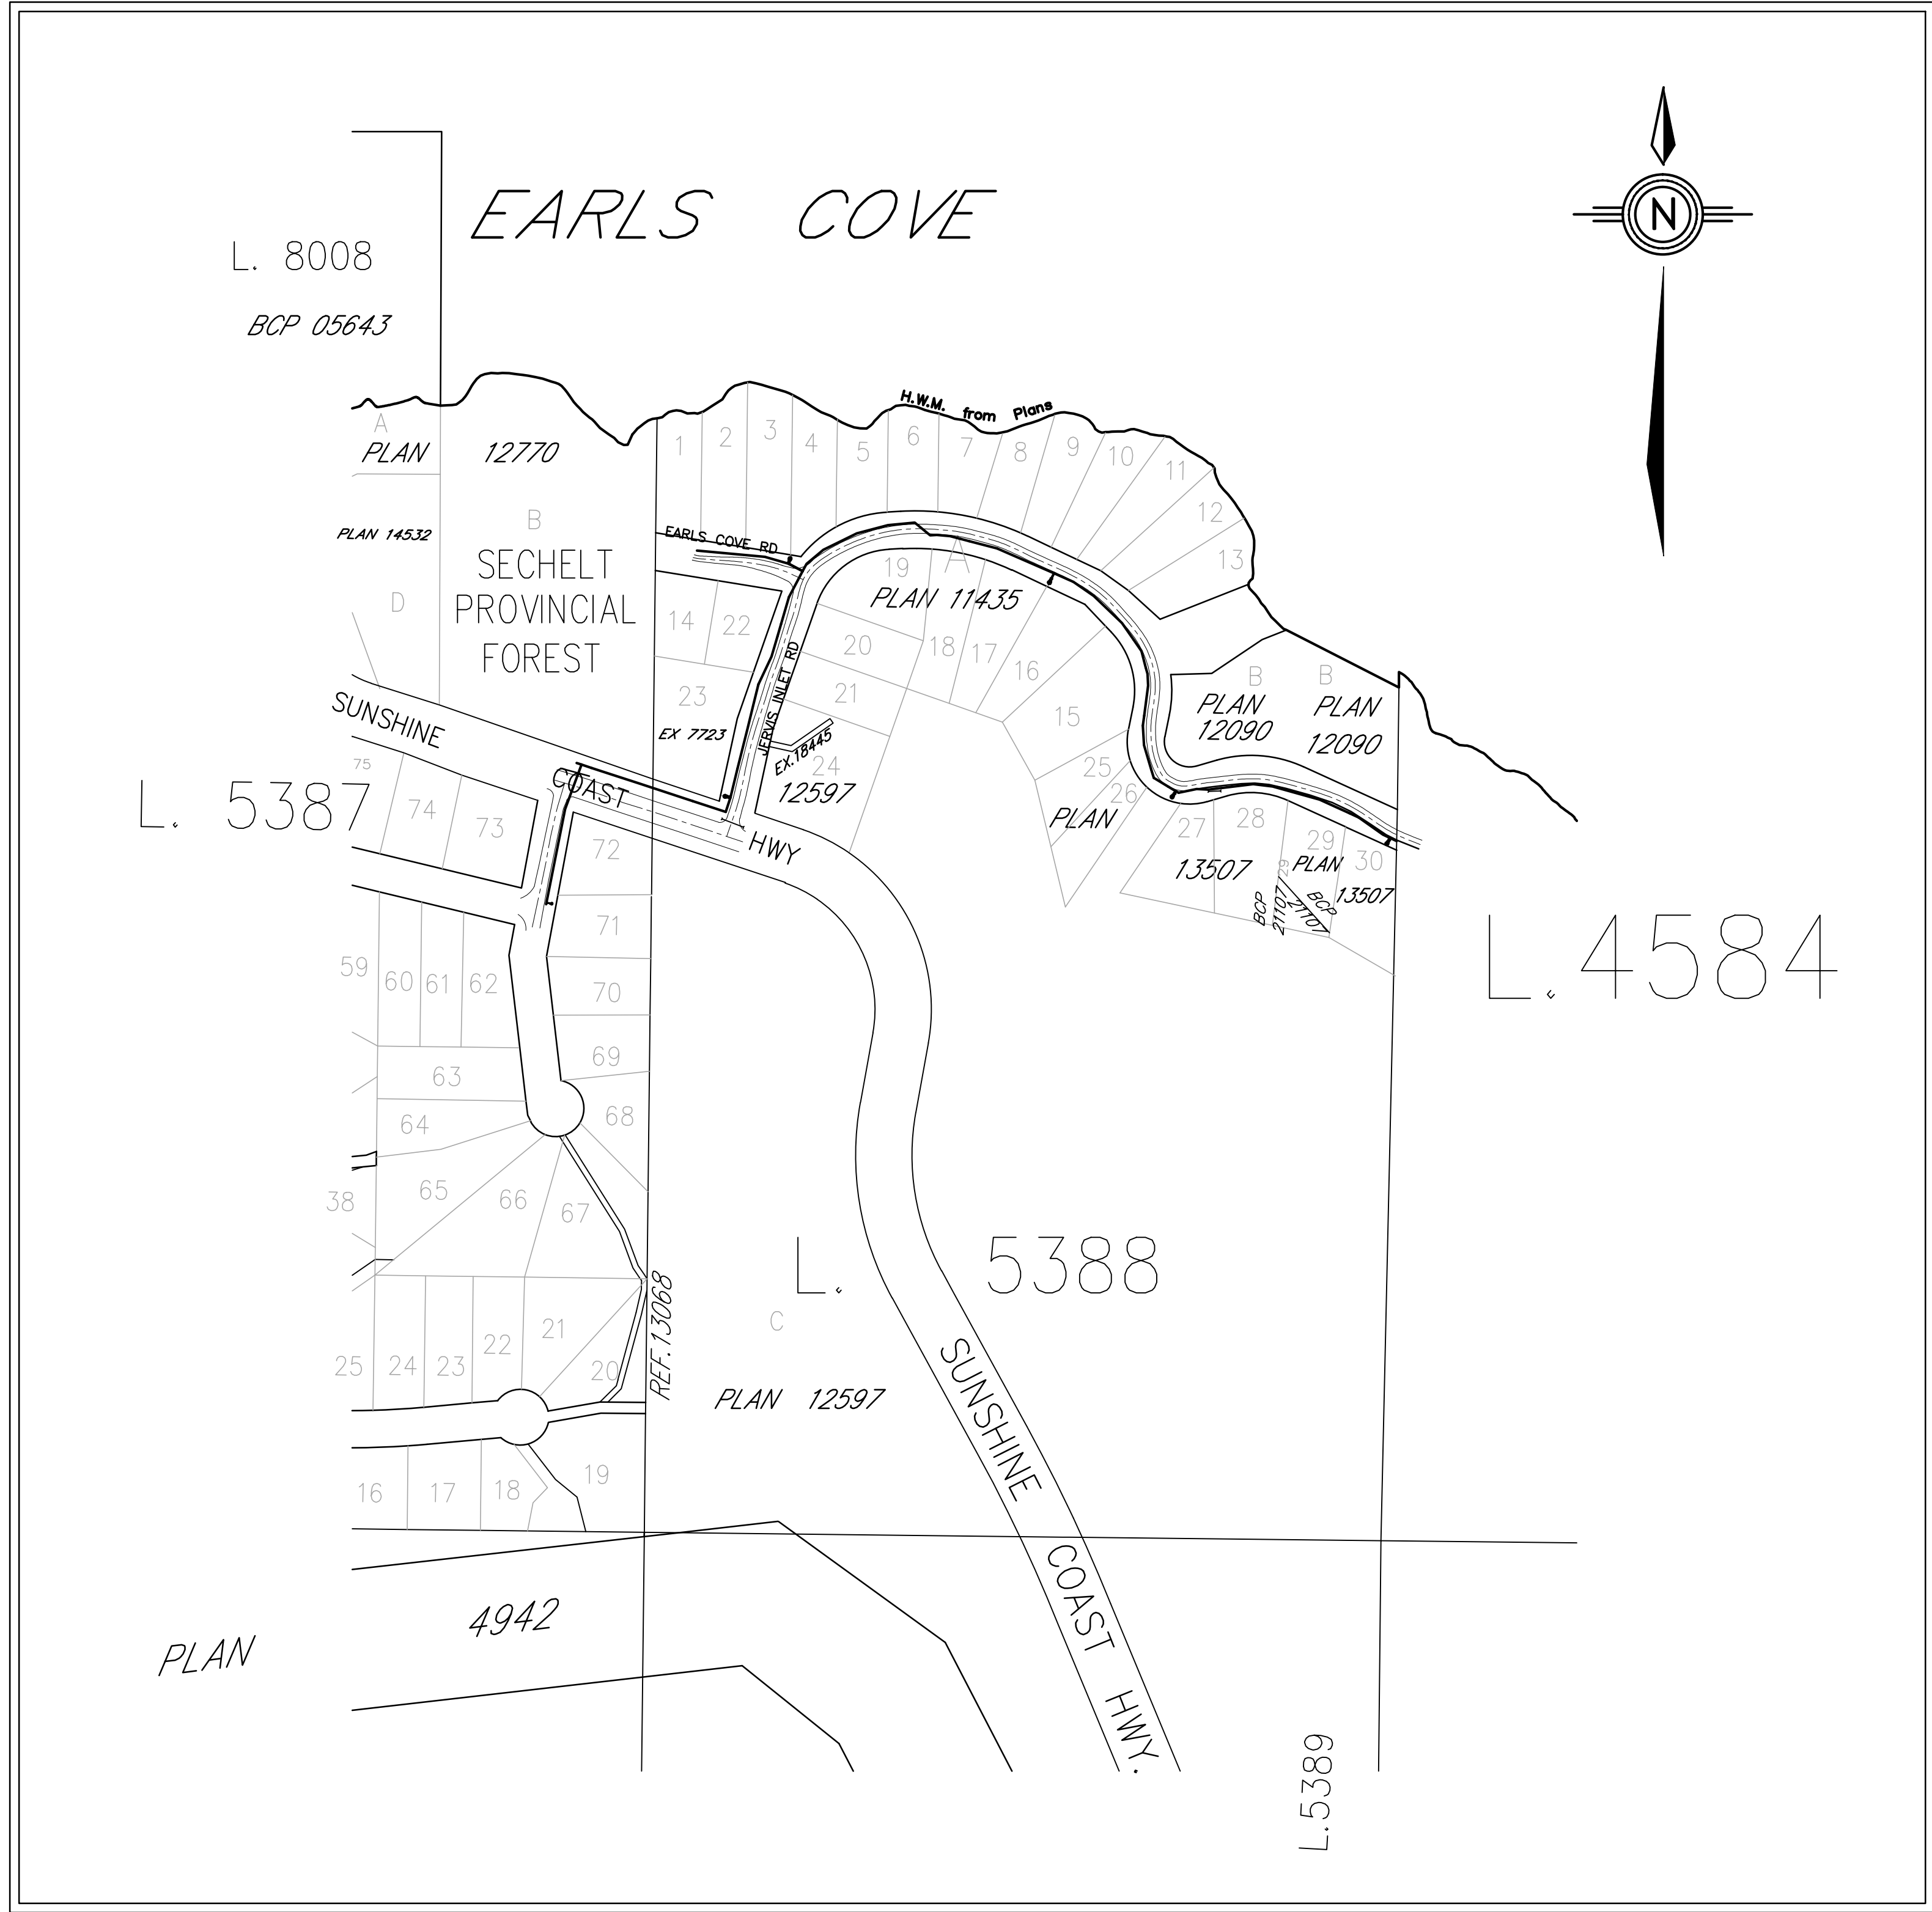 EARLS COVE
N
L. 8008
BCP 05643
H.W.M. from Plans
A
PLAN 12770
1
2
3
4
5
6
7
8
9
10
11
12
13
PLAN 14532
B
SECHELT
PROVINCIAL
FOREST
D
EARLS COVE RD
19
A
PLAN 11435
14
22
20
18
17
16
23
21
JERVIS INLET RD
15
EX 7723
EX.18445
24
12597
B
PLAN
12090
B
PLAN
12090
SUNSHINE
COAST
HWY
L. 5387
75
74
73
72
25
26
PLAN
27
28
29
30
13507
29
PLAN
13507
BCP
21107
BCP
21107
L. 4584
71
59
60
61
62
70
69
63
68
64
65
66
67
38
L. 5388
C
REF.13068
PLAN 12597
21
22
25
24
23
20
SUNSHINE
COAST
HWY.
16
17
18
19
PLAN 4942
L.5389